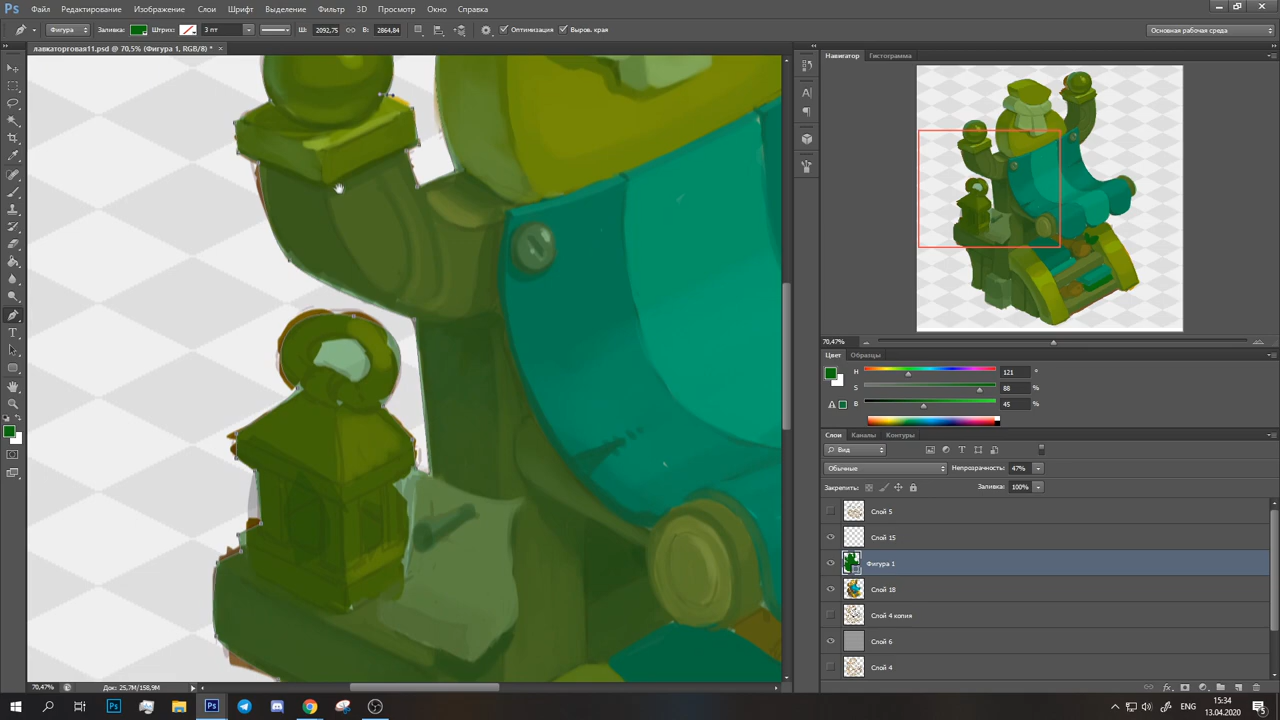 Файл Редактирование Изображение Слои Шрифт Выделение Фильтр 3D Просмотр Окно Справка
Фигура Заливка: Штрих: 3 пт Ш: 2092,75 В: 2864,84 Оптимизация Выров. края Основная рабочая среда
лавкаторговая11.psd @ 70,5% (Фигура 1, RGB/8) * ×
Навигатор Гистограмма
70,47%
Цвет Образцы
H 121 °
S 88 %
B 45 %
Слои Каналы Контуры
Вид
Обычные Непрозрачность: 47%
Закрепить: Заливка: 100%
Слой 5
Слой 15
Фигура 1
Слой 18
Слой 4 копия
Слой 6
Слой 4
70,47% Док: 25,7M/158,9M
15:34
13.04.2020